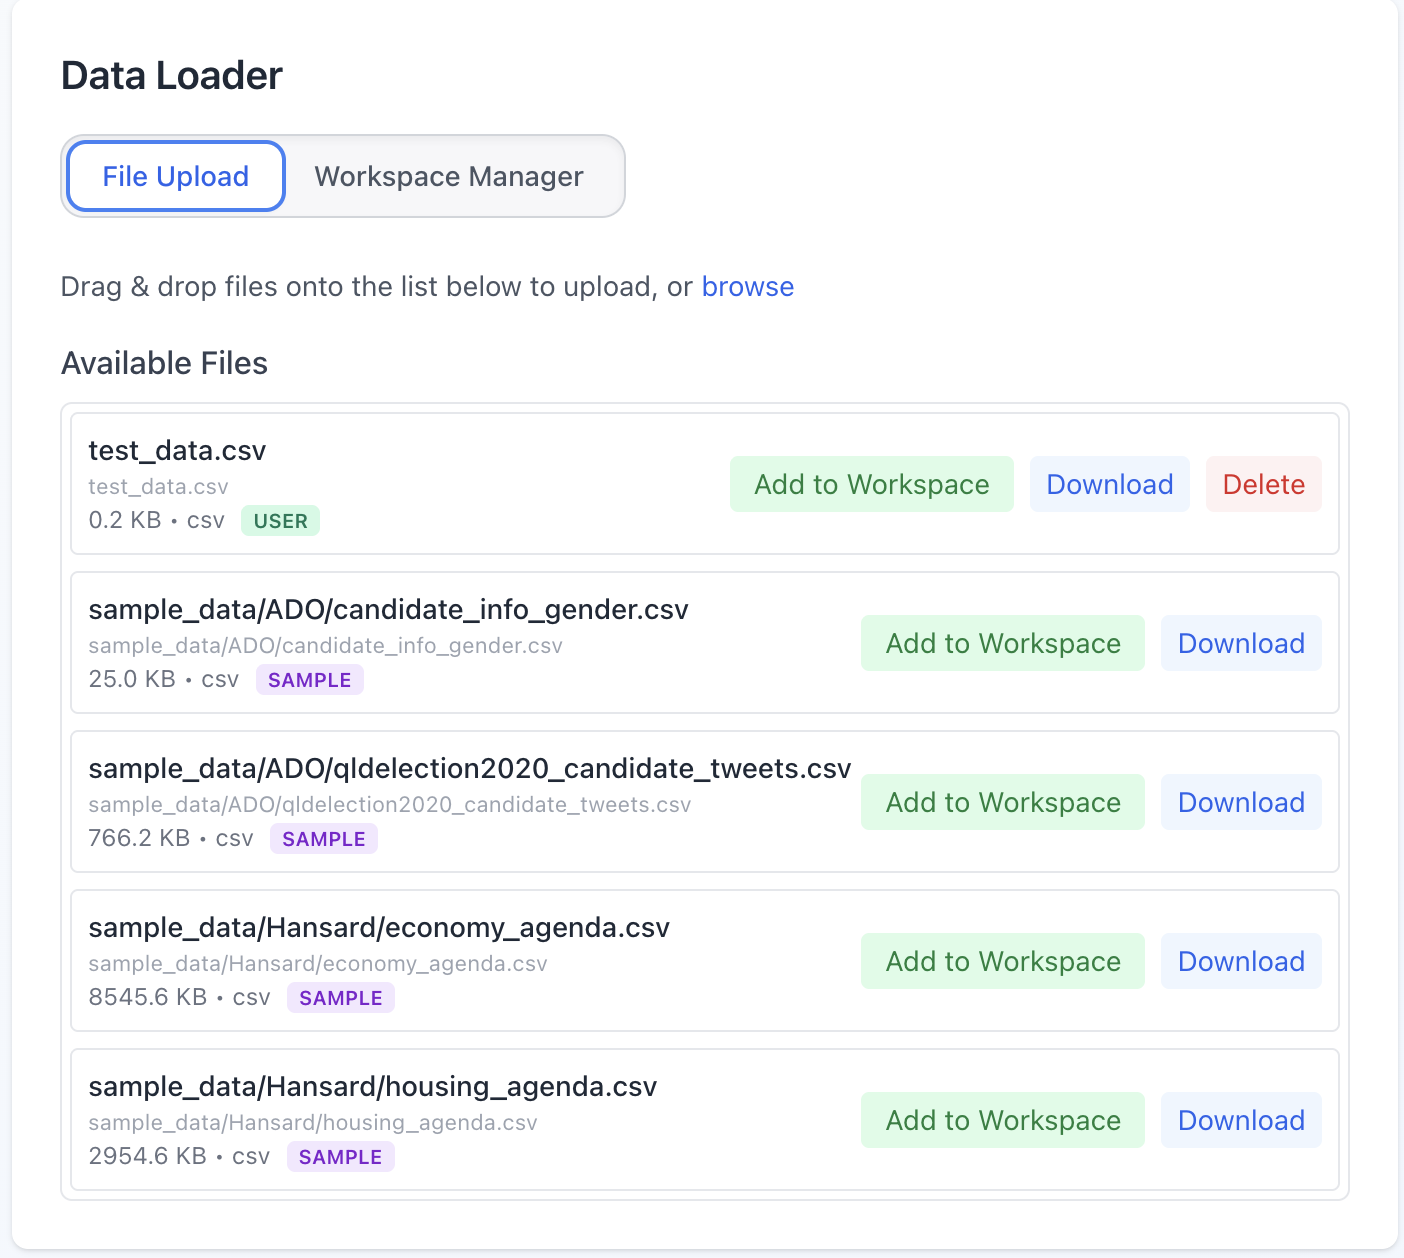 Data Loader
File Upload
Workspace Manager
Drag & drop files onto the list below to upload, or browse
Available Files
test_data.csv
test_data.csv
0.2 KB • csv USER
Add to Workspace
Download
Delete
sample_data/ADO/candidate_info_gender.csv
sample_data/ADO/candidate_info_gender.csv
25.0 KB • csv SAMPLE
Add to Workspace
Download
sample_data/ADO/qldelection2020_candidate_tweets.csv
sample_data/ADO/qldelection2020_candidate_tweets.csv
766.2 KB • csv SAMPLE
Add to Workspace
Download
sample_data/Hansard/economy_agenda.csv
sample_data/Hansard/economy_agenda.csv
8545.6 KB • csv SAMPLE
Add to Workspace
Download
sample_data/Hansard/housing_agenda.csv
sample_data/Hansard/housing_agenda.csv
2954.6 KB • csv SAMPLE
Add to Workspace
Download